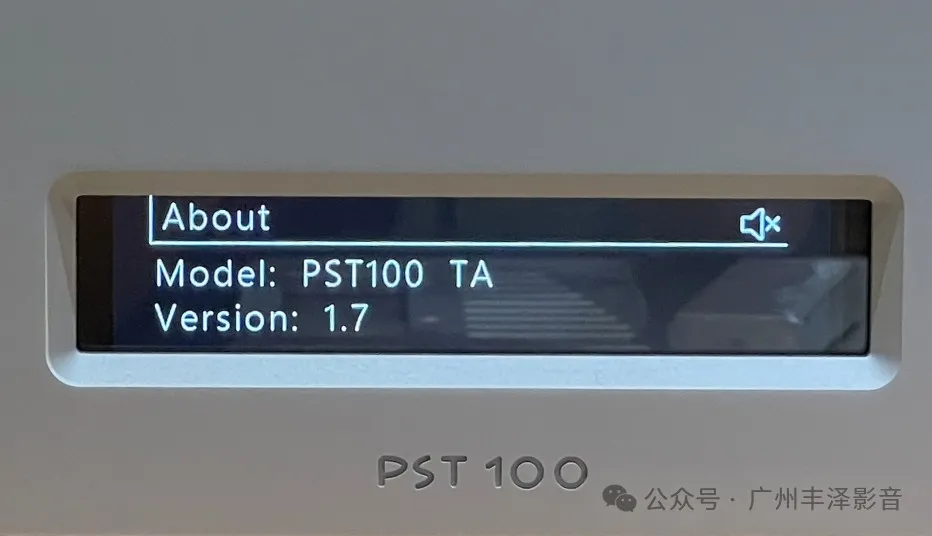 About
Model: PST100 TA
Version: 1.7
PST 100
公众号 · 广州丰泽影音